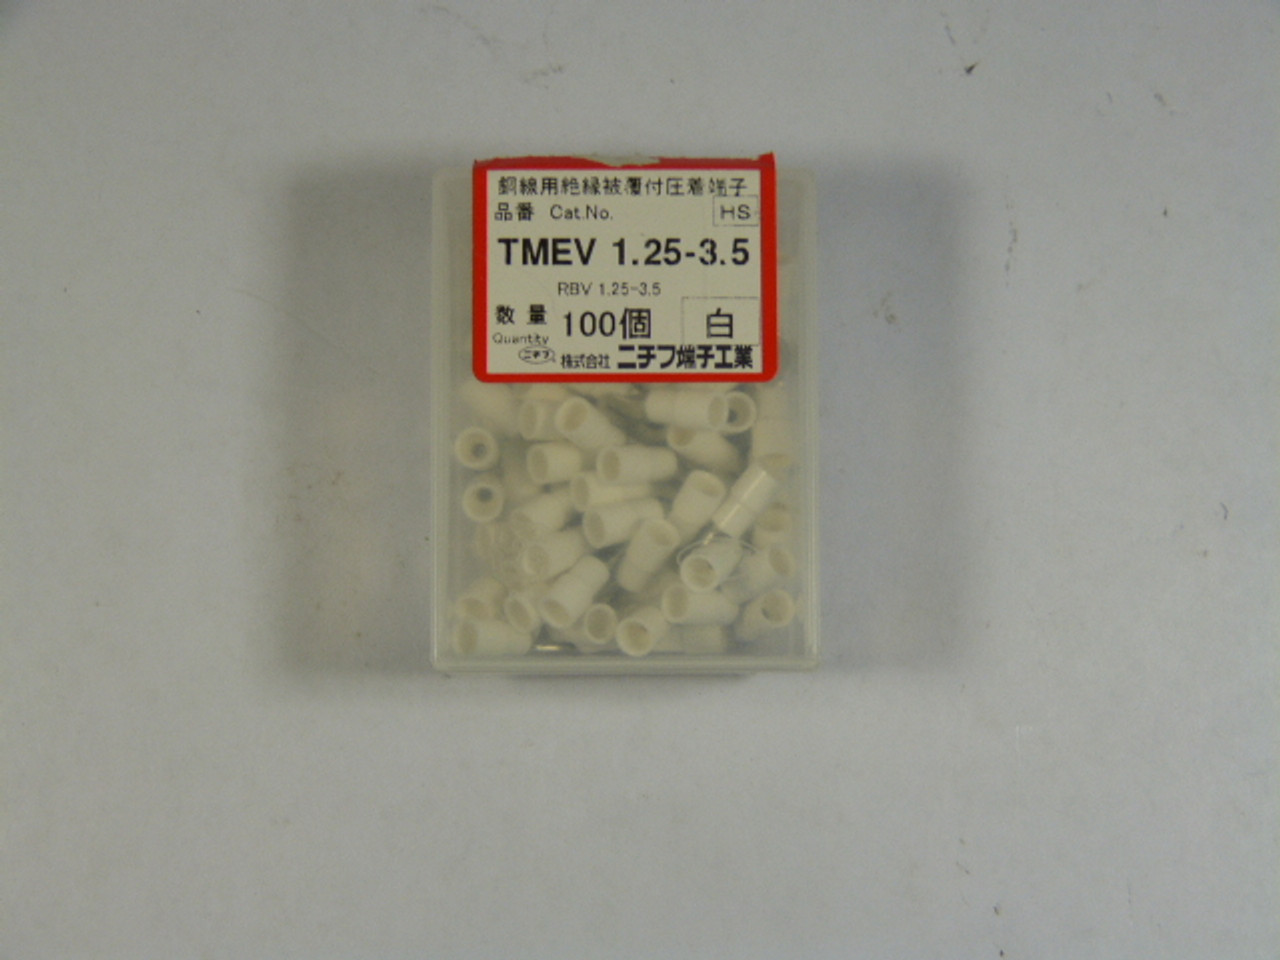 銅線用絶縁被覆付圧着端子
品番 Cat.No. HS
TMEV 1.25-3.5
RBV 1.25-3.5
数量 100個 白
Quantity
ニチフ 株式会社 ニチフ端子工業